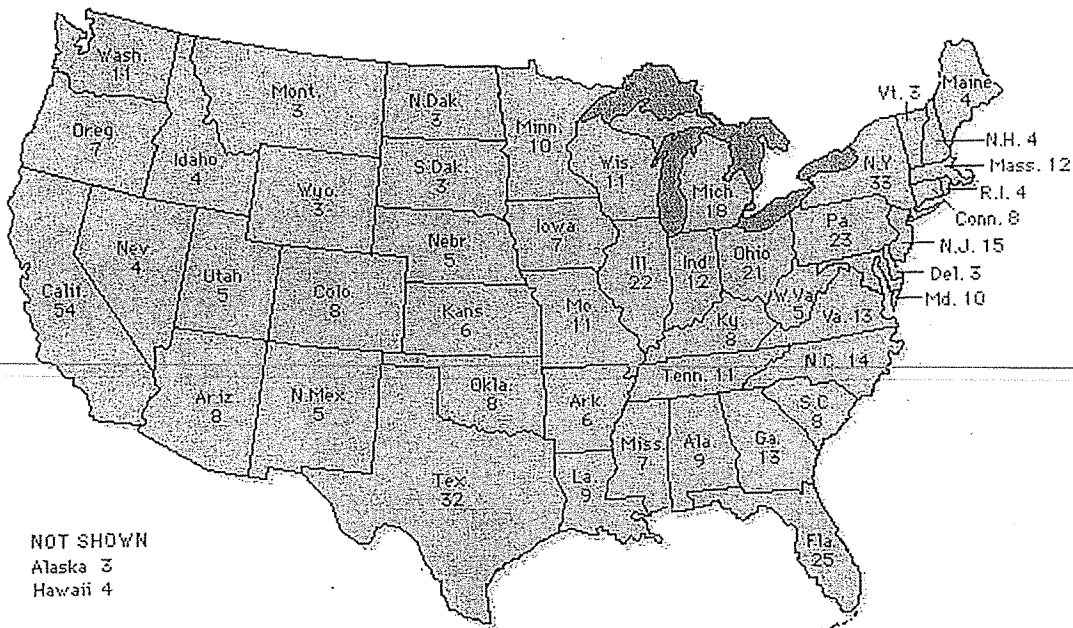 Wash.
11
Oreg.
7
Calif.
54
Nev.
4
Idaho
4
Mont.
3
Wyo.
3
Utah
5
Colo
8
Ariz
8
N.Mex.
5
N.Dak.
3
S.Dak.
3
Nebr.
5
Kans
6
Okla.
8
Tex.
32
Minn.
10
Iowa
7
Mo
11
Ark.
6
La.
9
Wis.
11
Ill.
22
Mich
18
Ind
12
Ohio
21
Ky.
8
Tenn. 11
Miss
7
Ala.
9
Ga.
13
Fla.
25
S.C.
8
N.C. 14
Va. 13
W.Va.
5
Pa.
23
N.Y
33
Vt. 3
Maine
4
N.H. 4
Mass. 12
R.I. 4
Conn. 8
N.J. 15
Del. 3
Md. 10
NOT SHOWN
Alaska 3
Hawaii 4